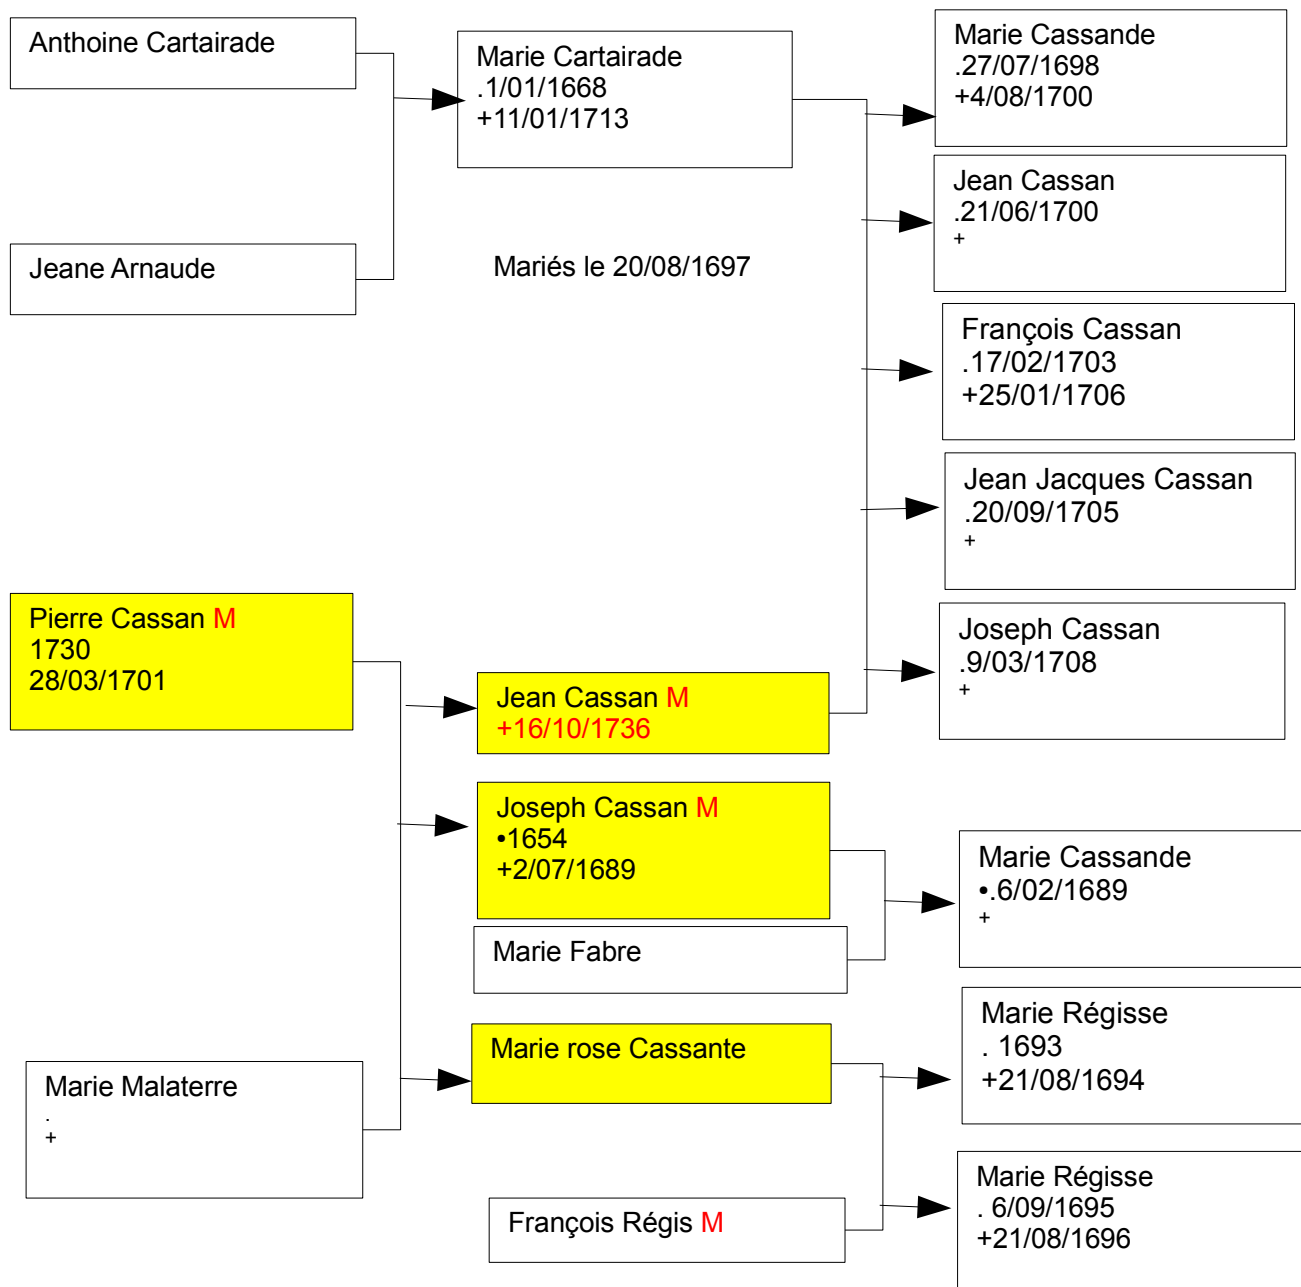 Anthoine Cartairade
Jeane Arnaude
Pierre Cassan M
1730
28/03/1701
Marie Malaterre
.
+
Marie Cartairade
.1/01/1668
+11/01/1713
Mariés le 20/08/1697
Jean Cassan M
+16/10/1736
Joseph Cassan M
•1654
+2/07/1689
Marie Fabre
Marie rose Cassante
François Régis M
Marie Cassande
.27/07/1698
+4/08/1700
Jean Cassan
.21/06/1700
+
François Cassan
.17/02/1703
+25/01/1706
Jean Jacques Cassan
.20/09/1705
+
Joseph Cassan
.9/03/1708
+
Marie Cassande
•.6/02/1689
+
Marie Régisse
. 1693
+21/08/1694
Marie Régisse
. 6/09/1695
+21/08/1696